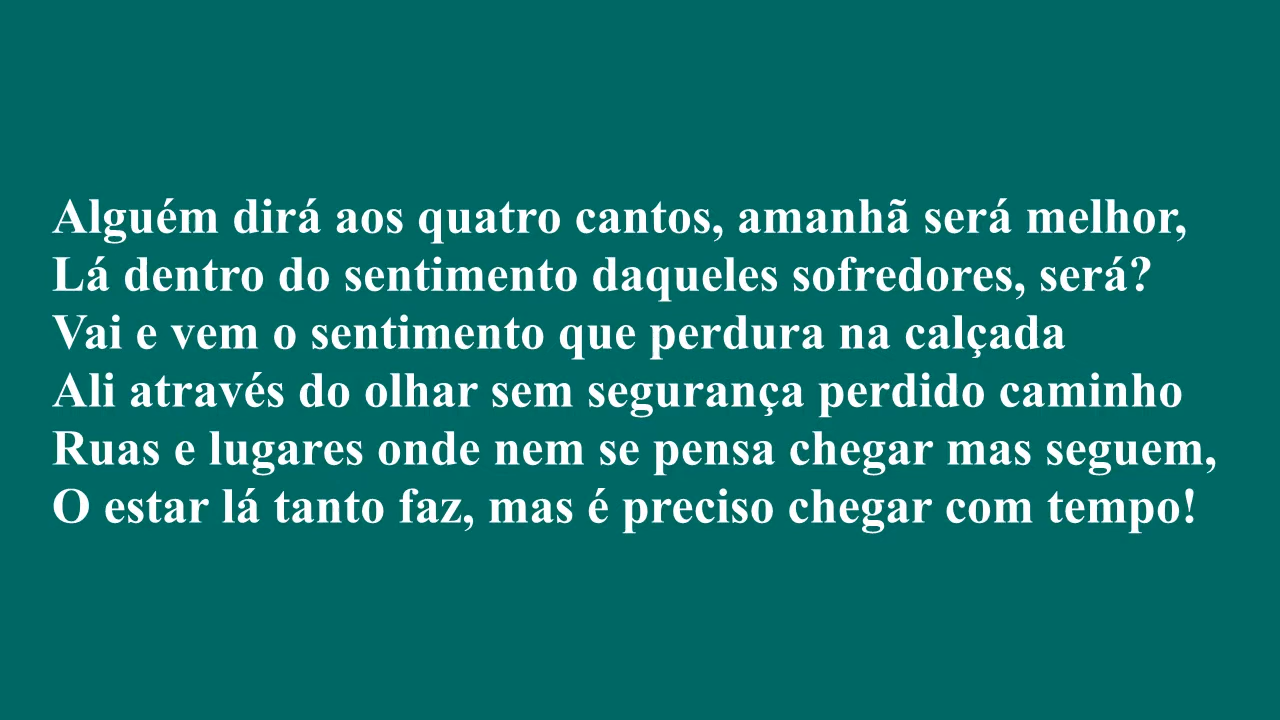 Alguém dirá aos quatro cantos, amanhã será melhor,
Lá dentro do sentimento daqueles sofredores, será?
Vai e vem o sentimento que perdura na calçada
Ali através do olhar sem segurança perdido caminho
Ruas e lugares onde nem se pensa chegar mas seguem,
O estar lá tanto faz, mas é preciso chegar com tempo!